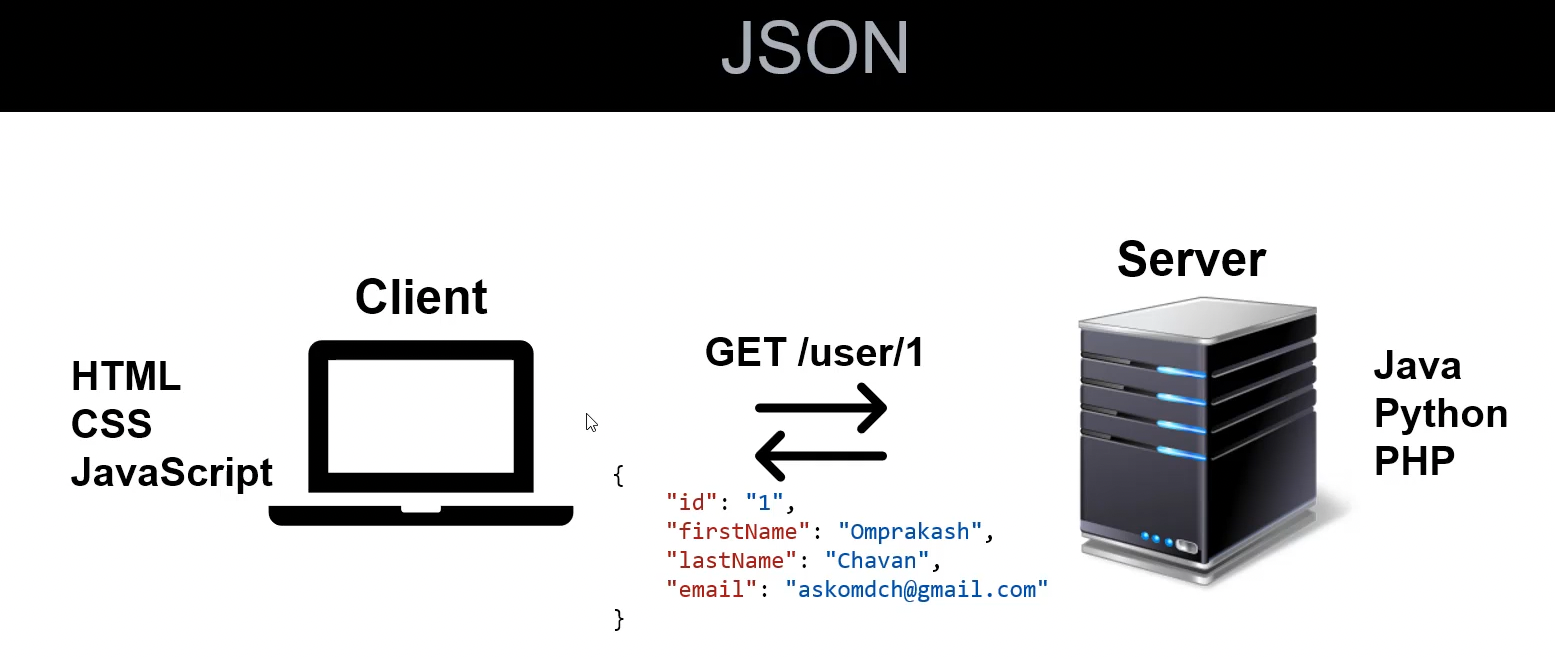 JSON
Client
HTML
CSS
JavaScript
GET /user/1
{
"id": "1",
"firstName": "Omprakash",
"lastName": "Chavan",
"email": "askomdch@gmail.com"
}
Server
Java
Python
PHP